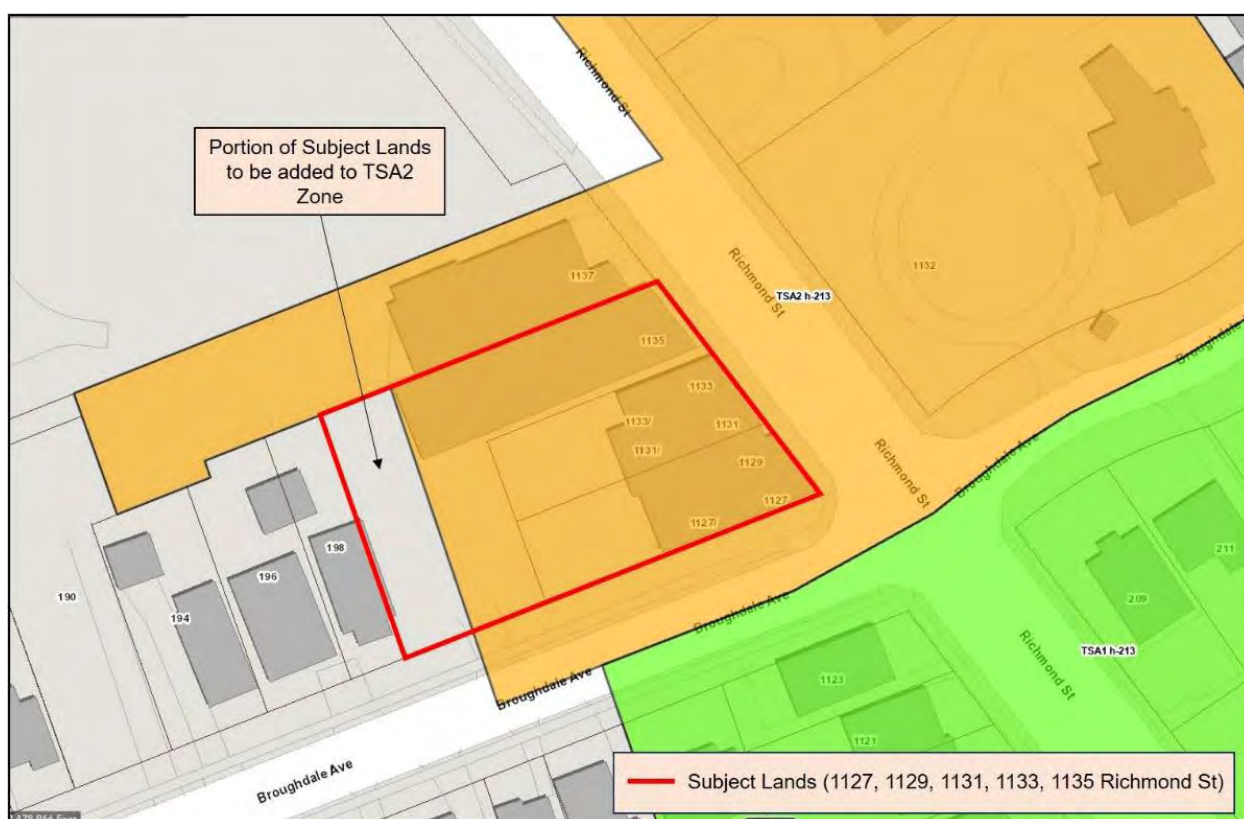 Richmond St
Portion of Subject Lands
to be added to TSA2
Zone
1137
Richmond St
TSA2 h-213
1132
1135
1133
1133/
1131
1131/
1129
1127
1127/
Richmond St
Broughdale Ave
Broughdale
198
196
194
190
211
209
Broughdale Ave
Richmond St
TSA1 h-213
1123
1121
Broughdale Ave
Broughdale Ave
Subject Lands (1127, 1129, 1131, 1133, 1135 Richmond St)